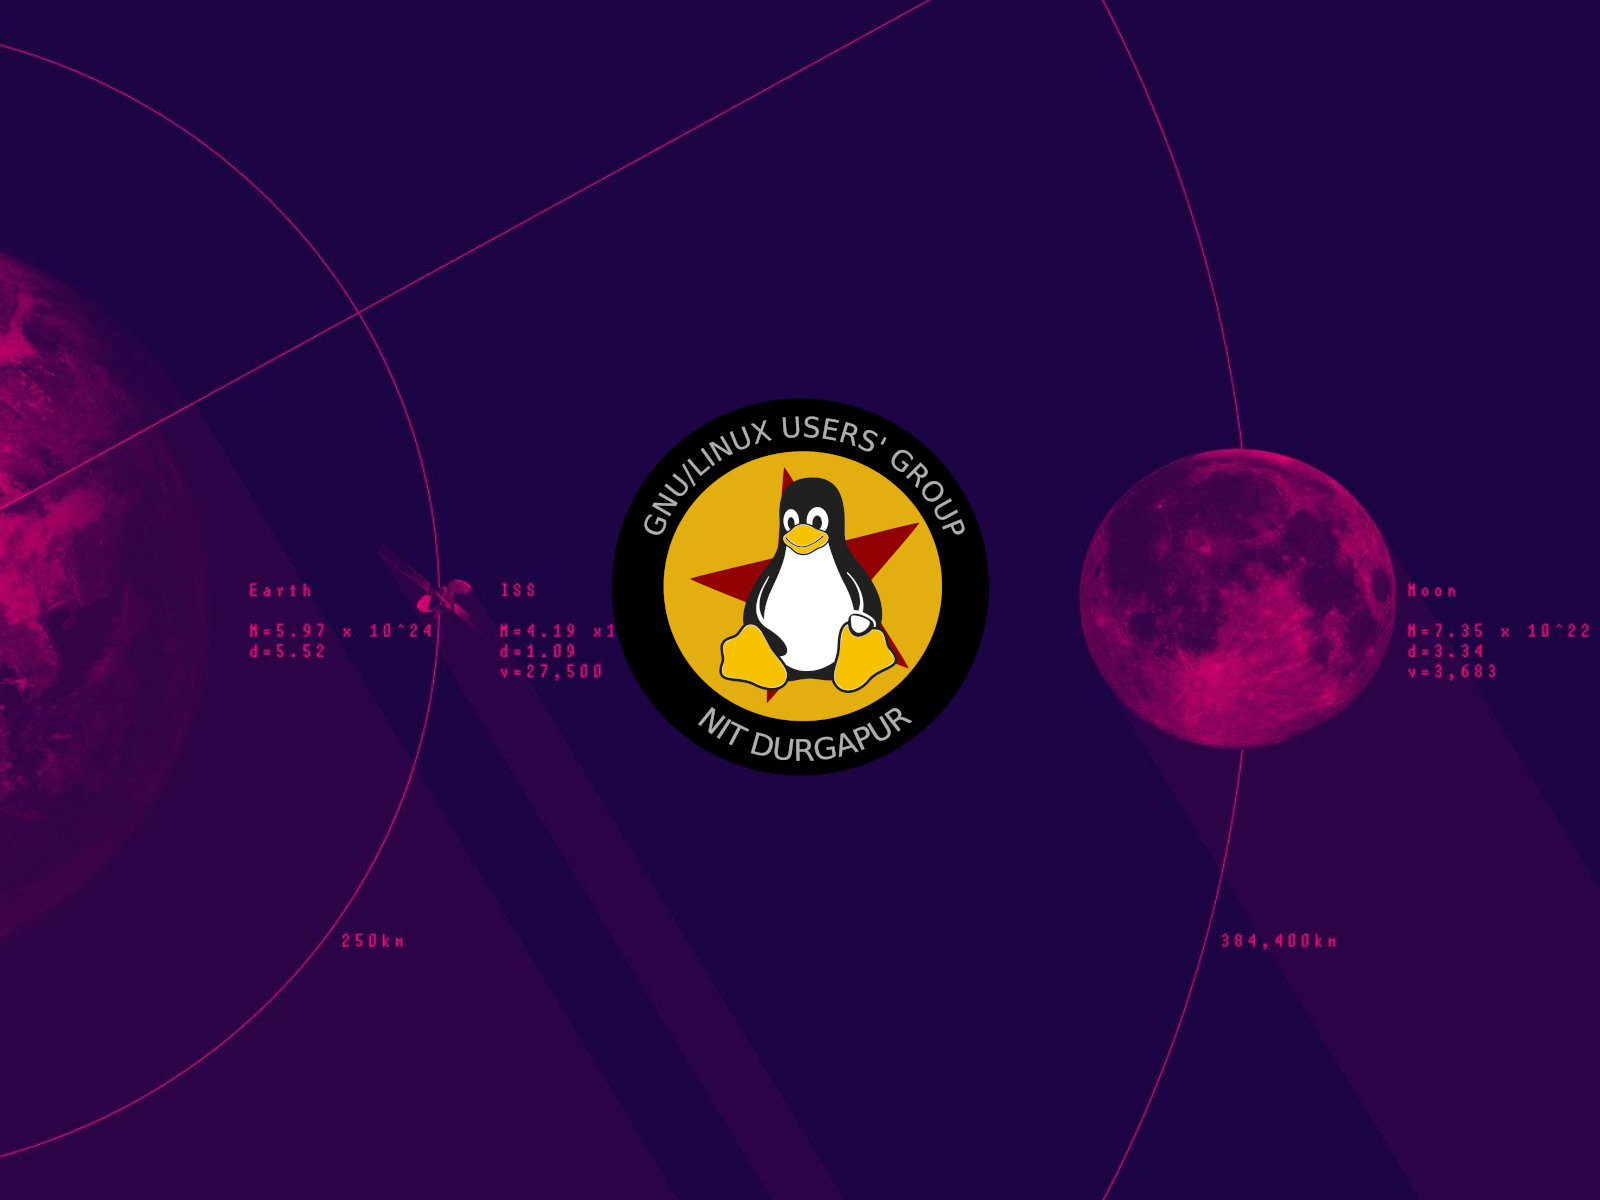 GNU/LINUX USERS' GROUP
NIT DURGAPUR
Earth
M=5.97 x 10^24
d=5.52
ISS
M=4.19 x1
d=1.09
v=27,500
Moon
M=7.35 x 10^22
d=3.34
v=3,683
250km
384,400km